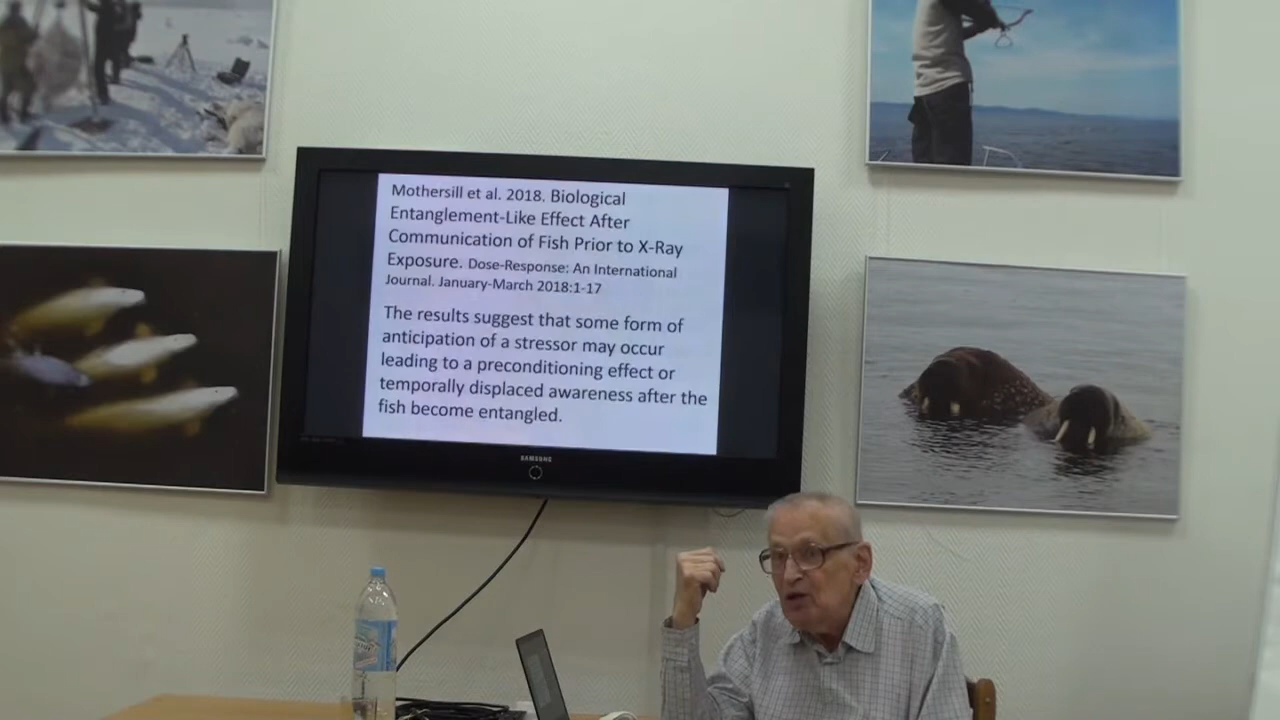 Mothersill et al. 2018. Biological
Entanglement-Like Effect After
Communication of Fish Prior to X-Ray
Exposure. Dose-Response: An International
Journal. January-March 2018:1-17
The results suggest that some form of
anticipation of a stressor may occur
leading to a preconditioning effect or
temporally displaced awareness after the
fish become entangled.
SAMSUNG